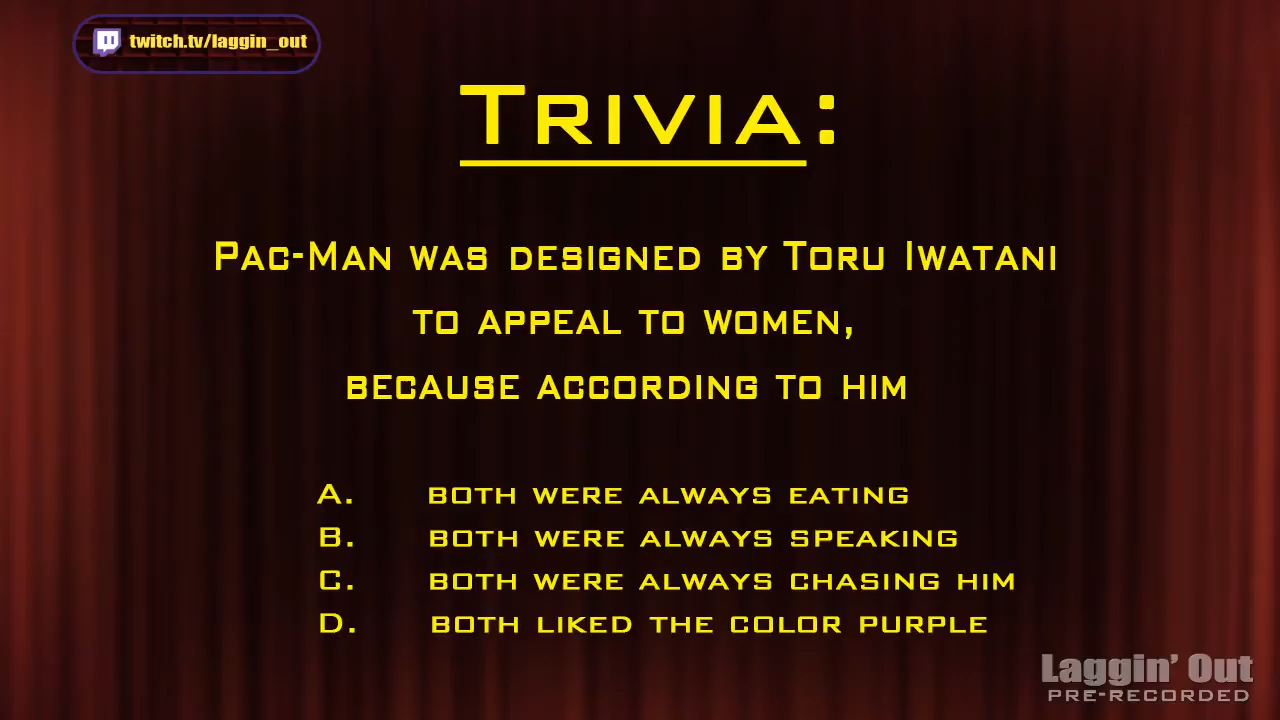 twitch.tv/laggin_out
Trivia:
Pac-Man was designed by Toru Iwatani
to appeal to women,
because according to him
A. both were always eating
B. both were always speaking
C. both were always chasing him
D. both liked the color purple
Laggin' Out
PRE-RECORDED